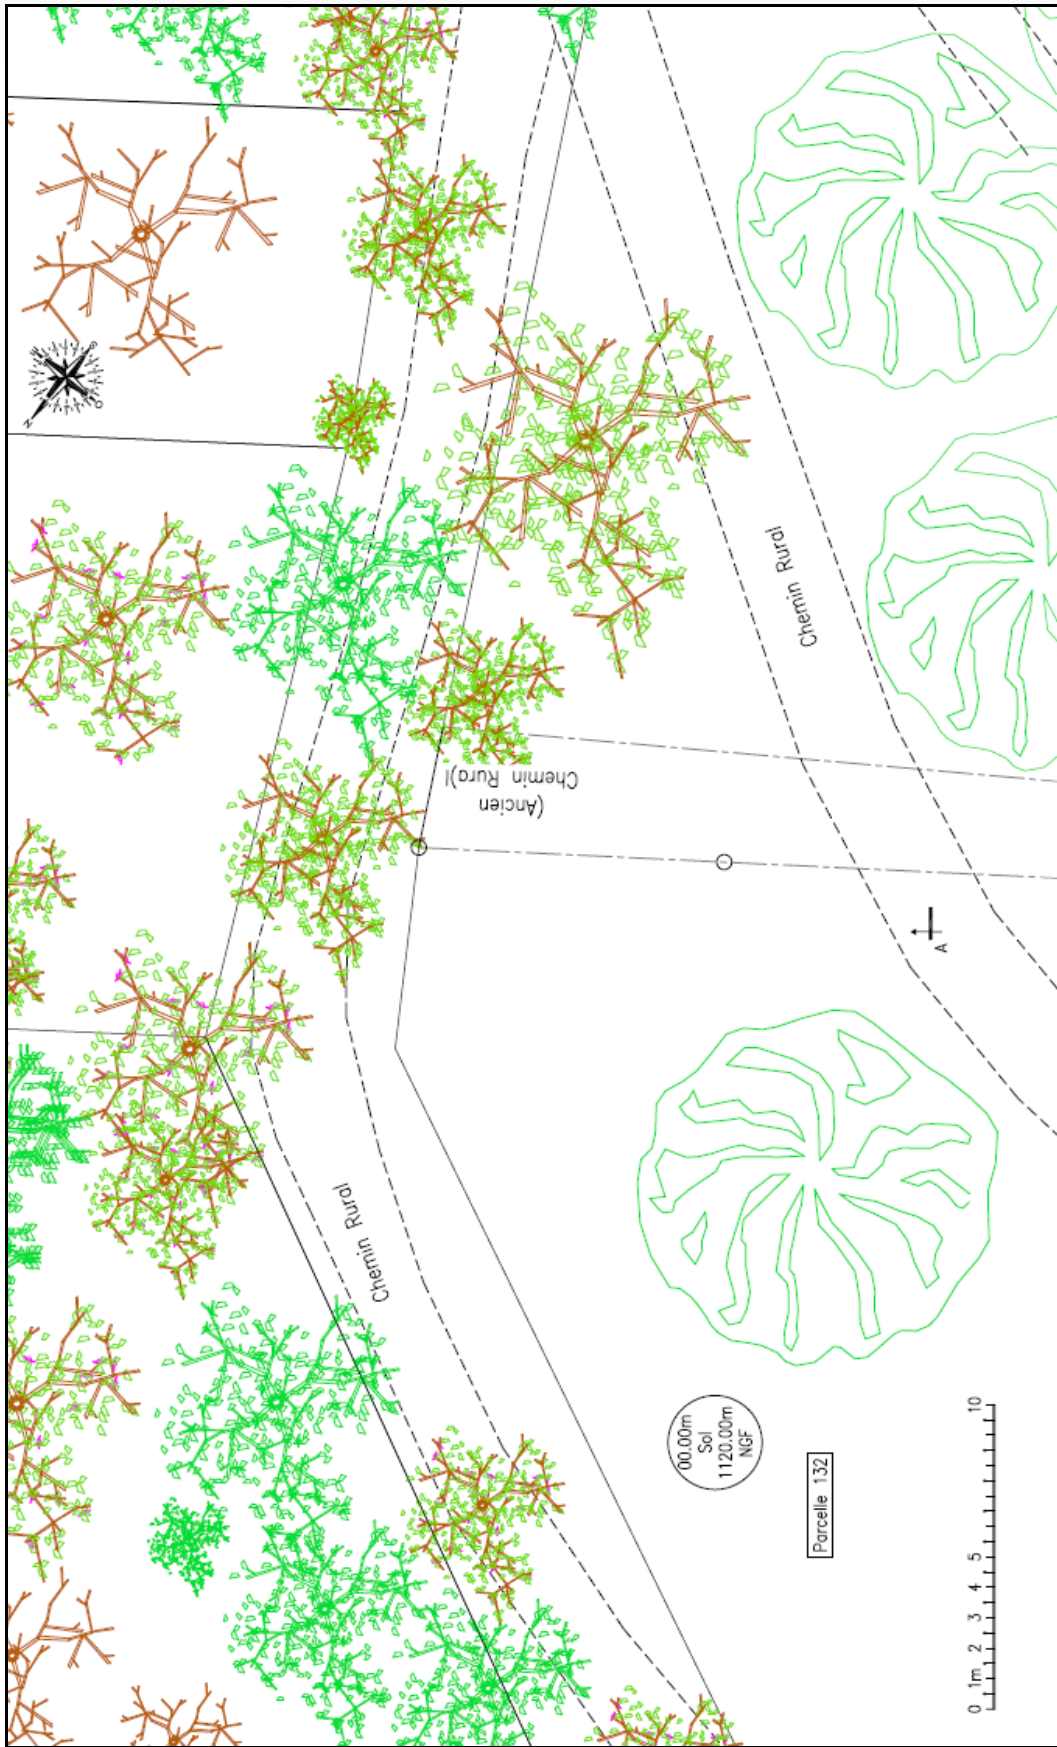 Chemin Rural
(Ancien
Chemin Rura)l
A
Chemin Rural
00.00m
Sol
1120.00m
NGF
Parcelle 132
0 1m 2 3 4 5 10
N